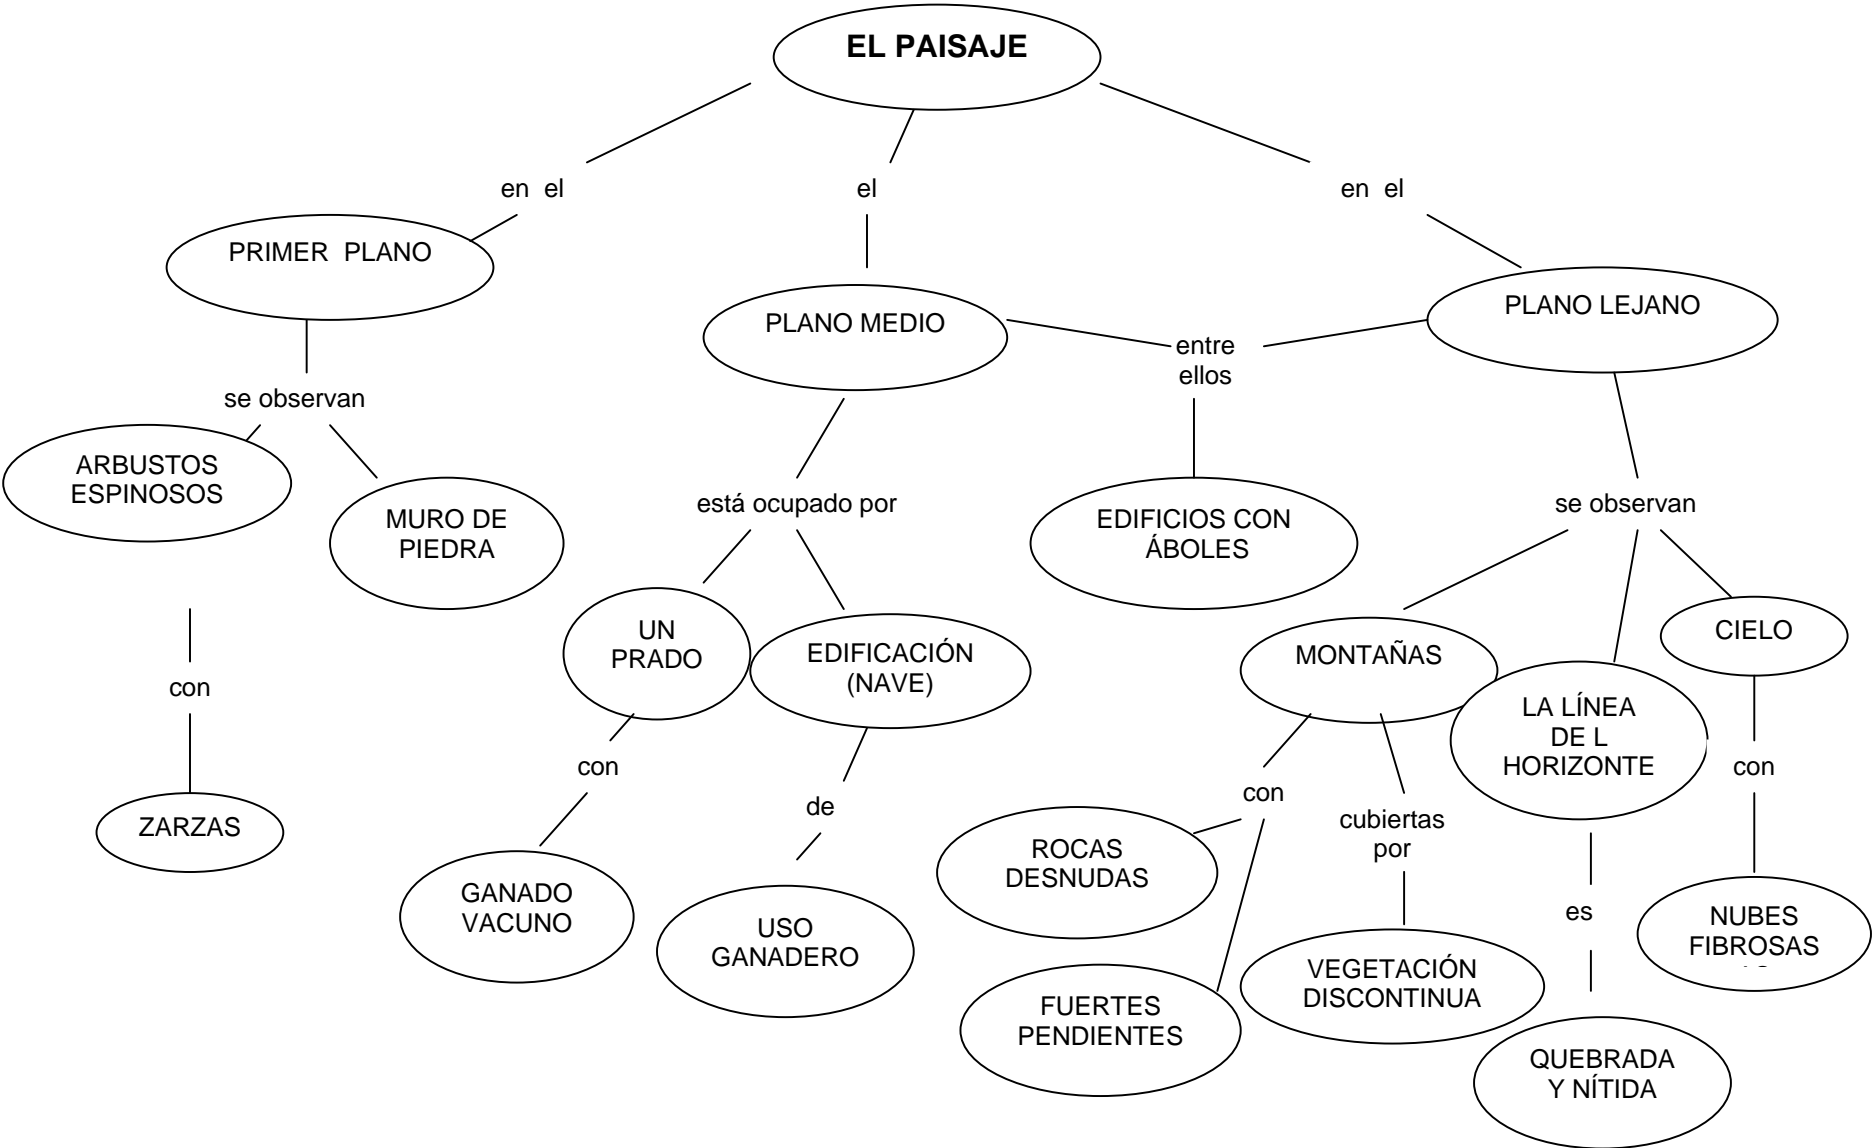 EL PAISAJE
en el
el
en el
PRIMER PLANO
PLANO MEDIO
PLANO LEJANO
entre
ellos
se observan
ARBUSTOS
ESPINOSOS
MURO DE
PIEDRA
está ocupado por
EDIFICIOS CON
ÁBOLES
se observan
UN
PRADO
EDIFICACIÓN
(NAVE)
MONTAÑAS
CIELO
LA LÍNEA
DE L
HORIZONTE
con
con
de
con
cubiertas
por
con
ZARZAS
GANADO
VACUNO
USO
GANADERO
ROCAS
DESNUDAS
es
NUBES
FIBROSAS
FUERTES
PENDIENTES
VEGETACIÓN
DISCONTINUA
QUEBRADA
Y NÍTIDA